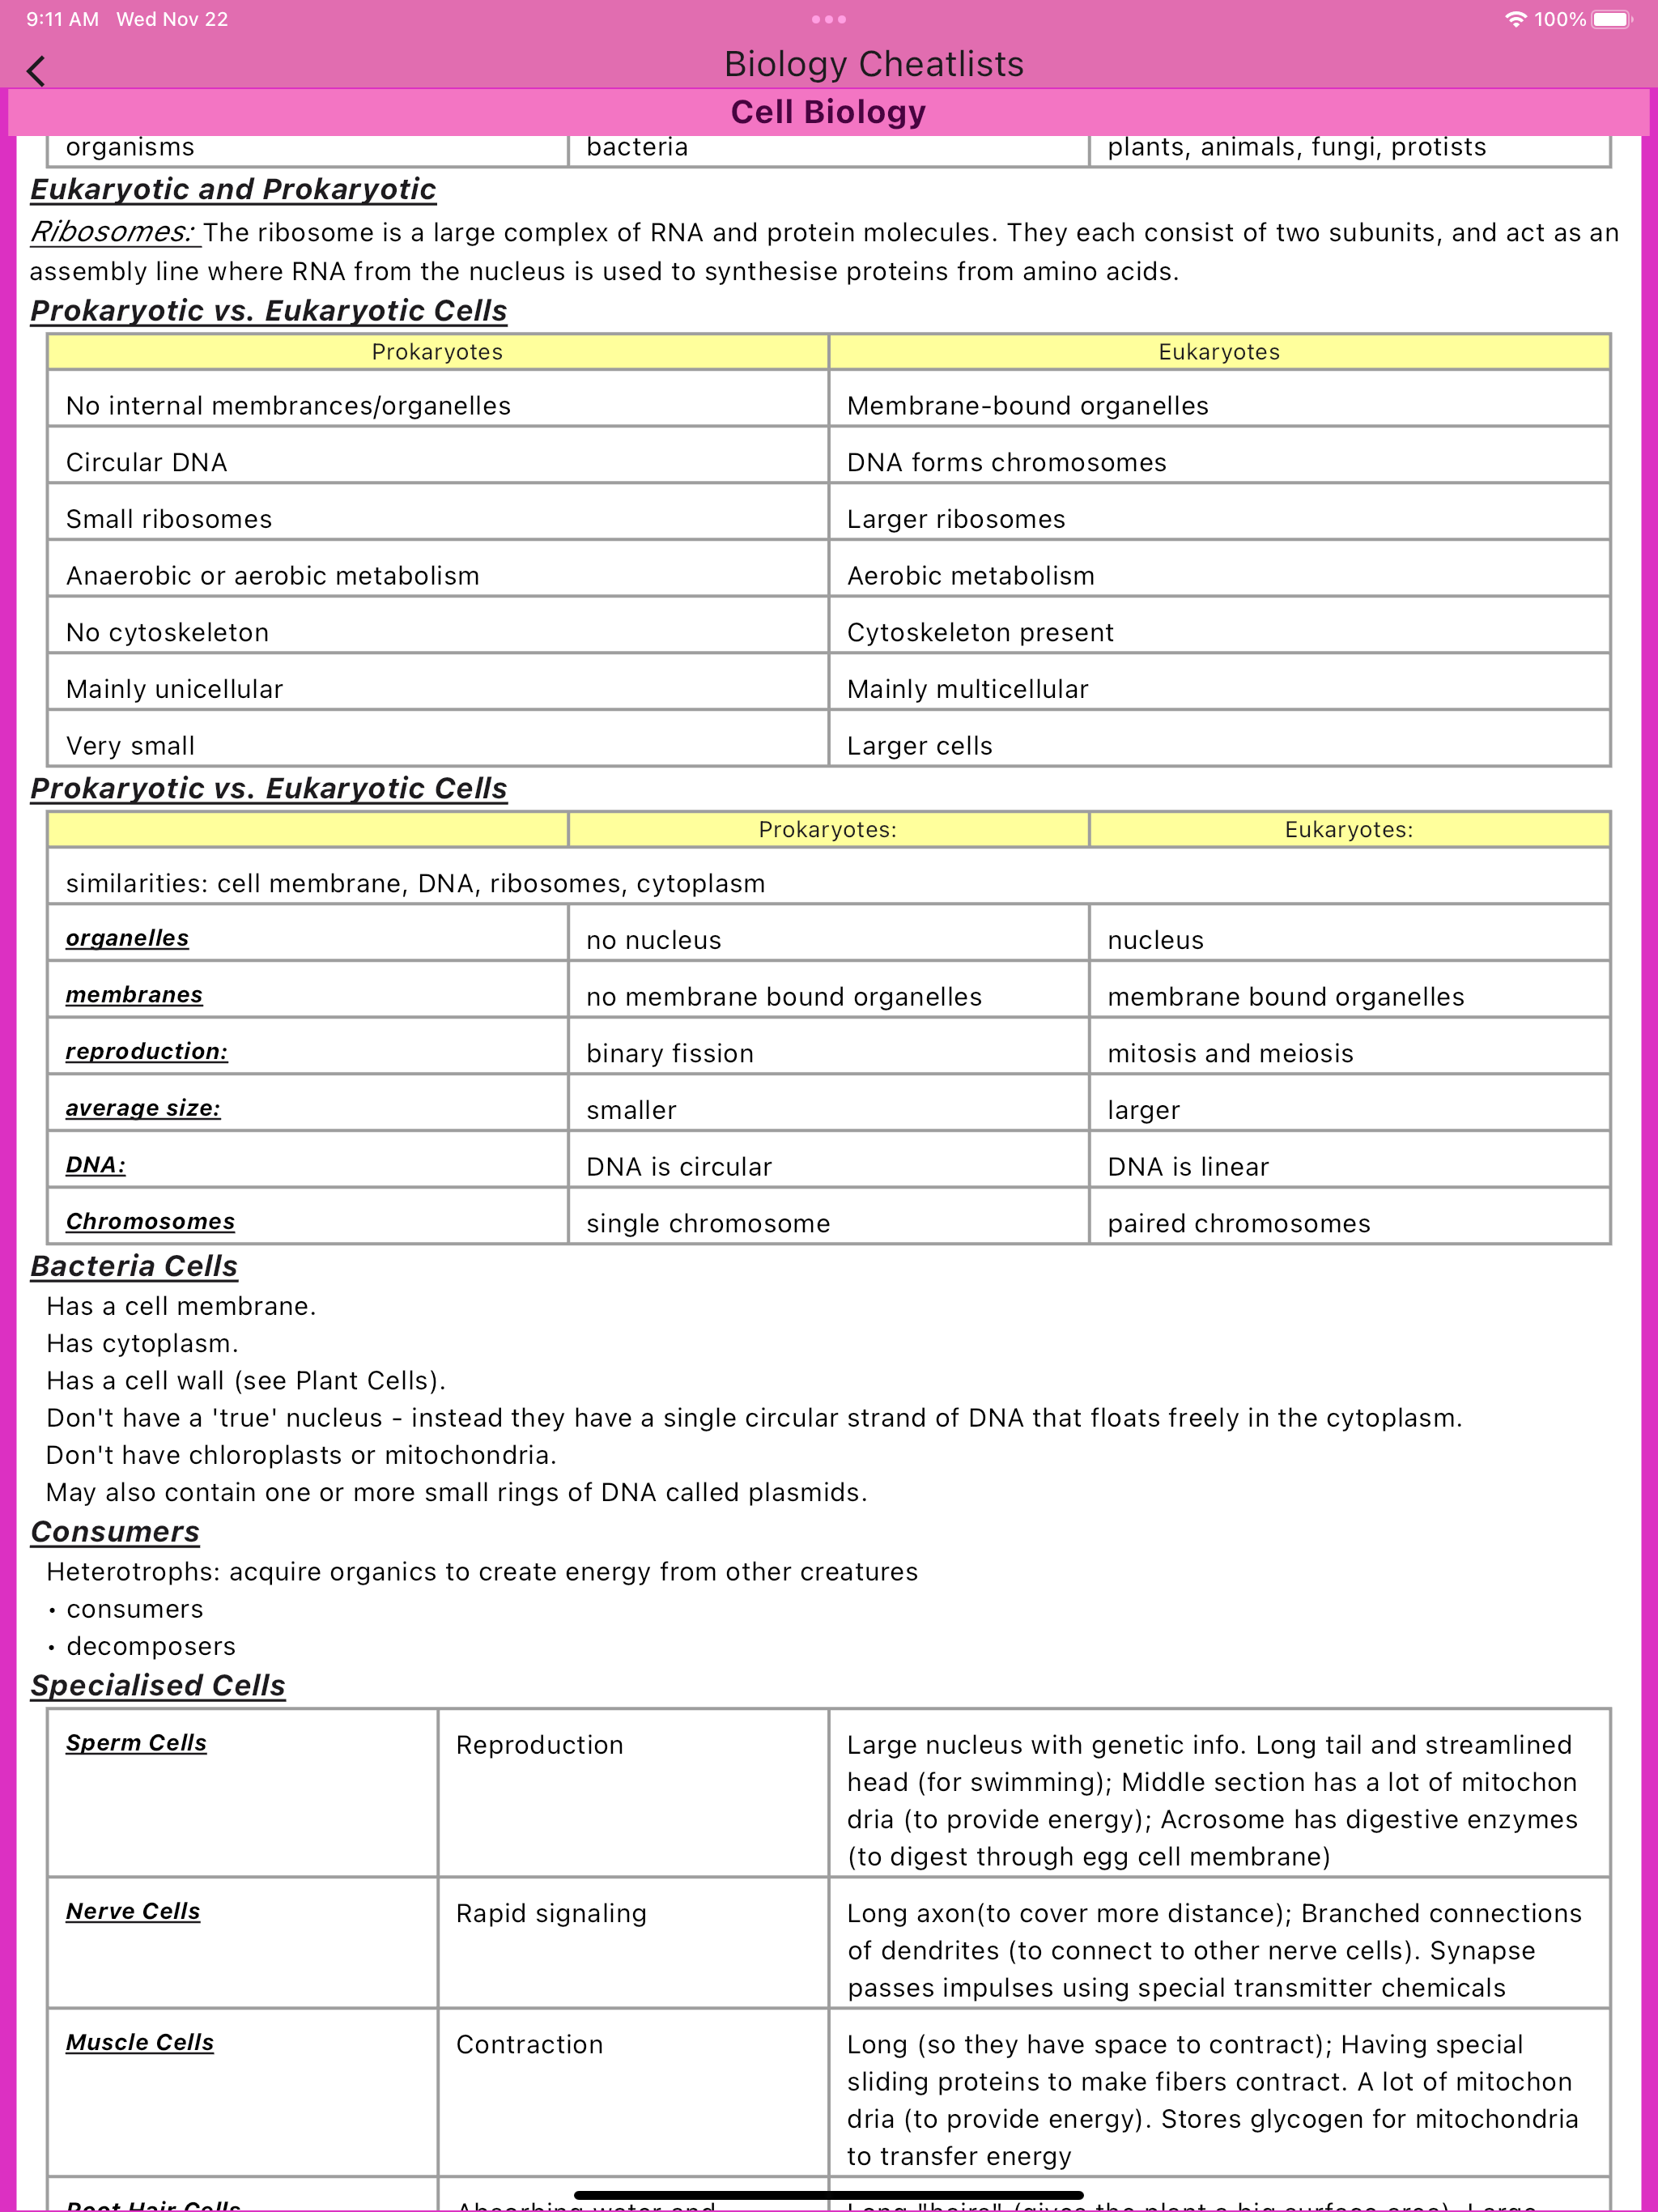 9:11 AM Wed Nov 22
100%
Biology Cheatlists
Cell Biology
organisms bacteria plants, animals, fungi, protists
Eukaryotic and Prokaryotic
Ribosomes: The ribosome is a large complex of RNA and protein molecules. They each consist of two subunits, and act as an
assembly line where RNA from the nucleus is used to synthesise proteins from amino acids.
Prokaryotic vs. Eukaryotic Cells
Prokaryotes Eukaryotes
No internal membrances/organelles Membrane-bound organelles
Circular DNA DNA forms chromosomes
Small ribosomes Larger ribosomes
Anaerobic or aerobic metabolism Aerobic metabolism
No cytoskeleton Cytoskeleton present
Mainly unicellular Mainly multicellular
Very small Larger cells
Prokaryotic vs. Eukaryotic Cells
Prokaryotes: Eukaryotes:
similarities: cell membrane, DNA, ribosomes, cytoplasm
organelles no nucleus nucleus
membranes no membrane bound organelles membrane bound organelles
reproduction: binary fission mitosis and meiosis
average size: smaller larger
DNA: DNA is circular DNA is linear
Chromosomes single chromosome paired chromosomes
Bacteria Cells
Has a cell membrane.
Has cytoplasm.
Has a cell wall (see Plant Cells).
Don't have a 'true' nucleus - instead they have a single circular strand of DNA that floats freely in the cytoplasm.
Don't have chloroplasts or mitochondria.
May also contain one or more small rings of DNA called plasmids.
Consumers
Heterotrophs: acquire organics to create energy from other creatures
• consumers
• decomposers
Specialised Cells
Sperm Cells Reproduction Large nucleus with genetic info. Long tail and streamlined
head (for swimming); Middle section has a lot of mitochon
dria (to provide energy); Acrosome has digestive enzymes
(to digest through egg cell membrane)
Nerve Cells Rapid signaling Long axon(to cover more distance); Branched connections
of dendrites (to connect to other nerve cells). Synapse
passes impulses using special transmitter chemicals
Muscle Cells Contraction Long (so they have space to contract); Having special
sliding proteins to make fibers contract. A lot of mitochon
dria (to provide energy). Stores glycogen for mitochondria
to transfer energy
Root Hair Cells Absorbing water and Long "hairs" (gives the plant a big surface area). Large